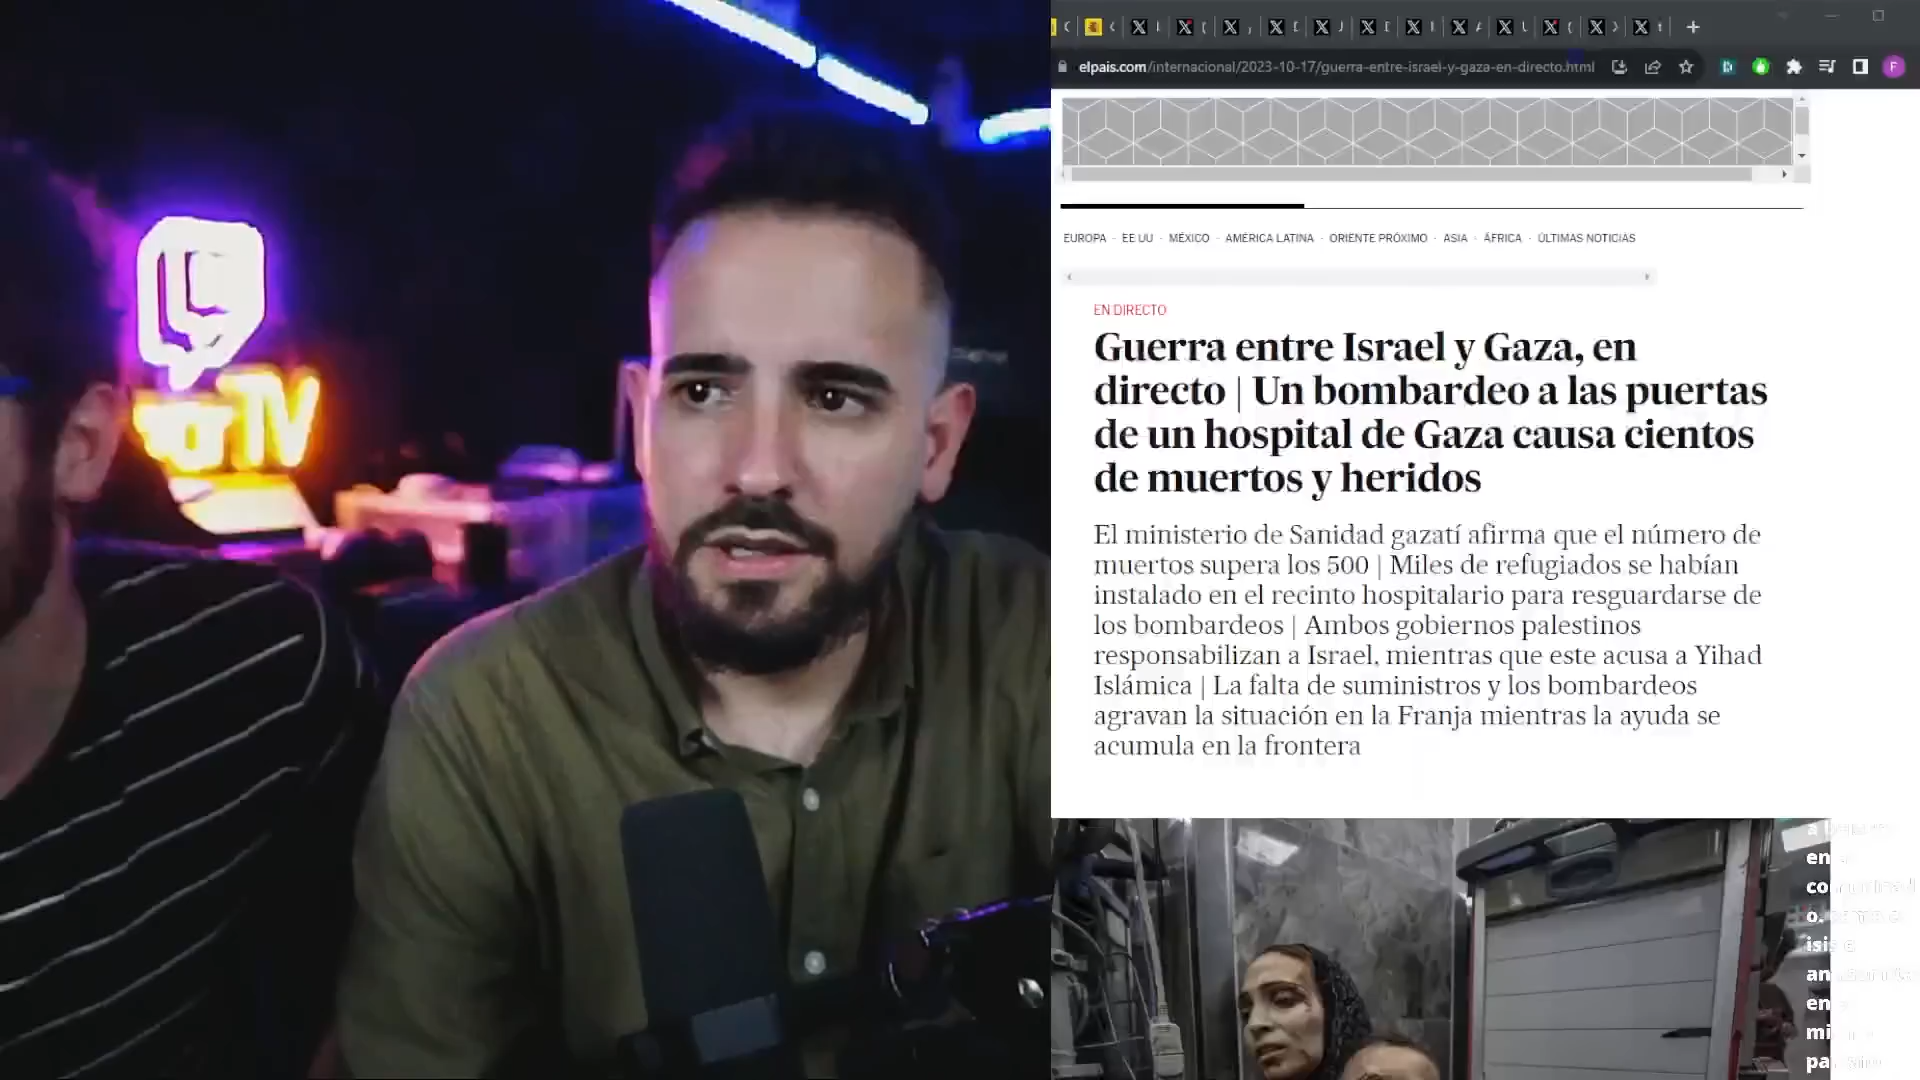 TV
elpais.com/internacional/2023-10-17/guerra-entre-israel-y-gaza-en-directo.html
F
EUROPA · EE UU · MÉXICO · AMÉRICA LATINA · ORIENTE PRÓXIMO · ASIA · ÁFRICA · ÚLTIMAS NOTICIAS
EN DIRECTO
Guerra entre Israel y Gaza, en
directo | Un bombardeo a las puertas
de un hospital de Gaza causa cientos
de muertos y heridos
El ministerio de Sanidad gazatí afirma que el número de
muertos supera los 500 | Miles de refugiados se habían
instalado en el recinto hospitalario para resguardarse de
los bombardeos | Ambos gobiernos palestinos
responsabilizan a Israel, mientras que este acusa a Yihad
Islámica | La falta de suministros y los bombardeos
agravan la situación en la Franja mientras la ayuda se
acumula en la frontera